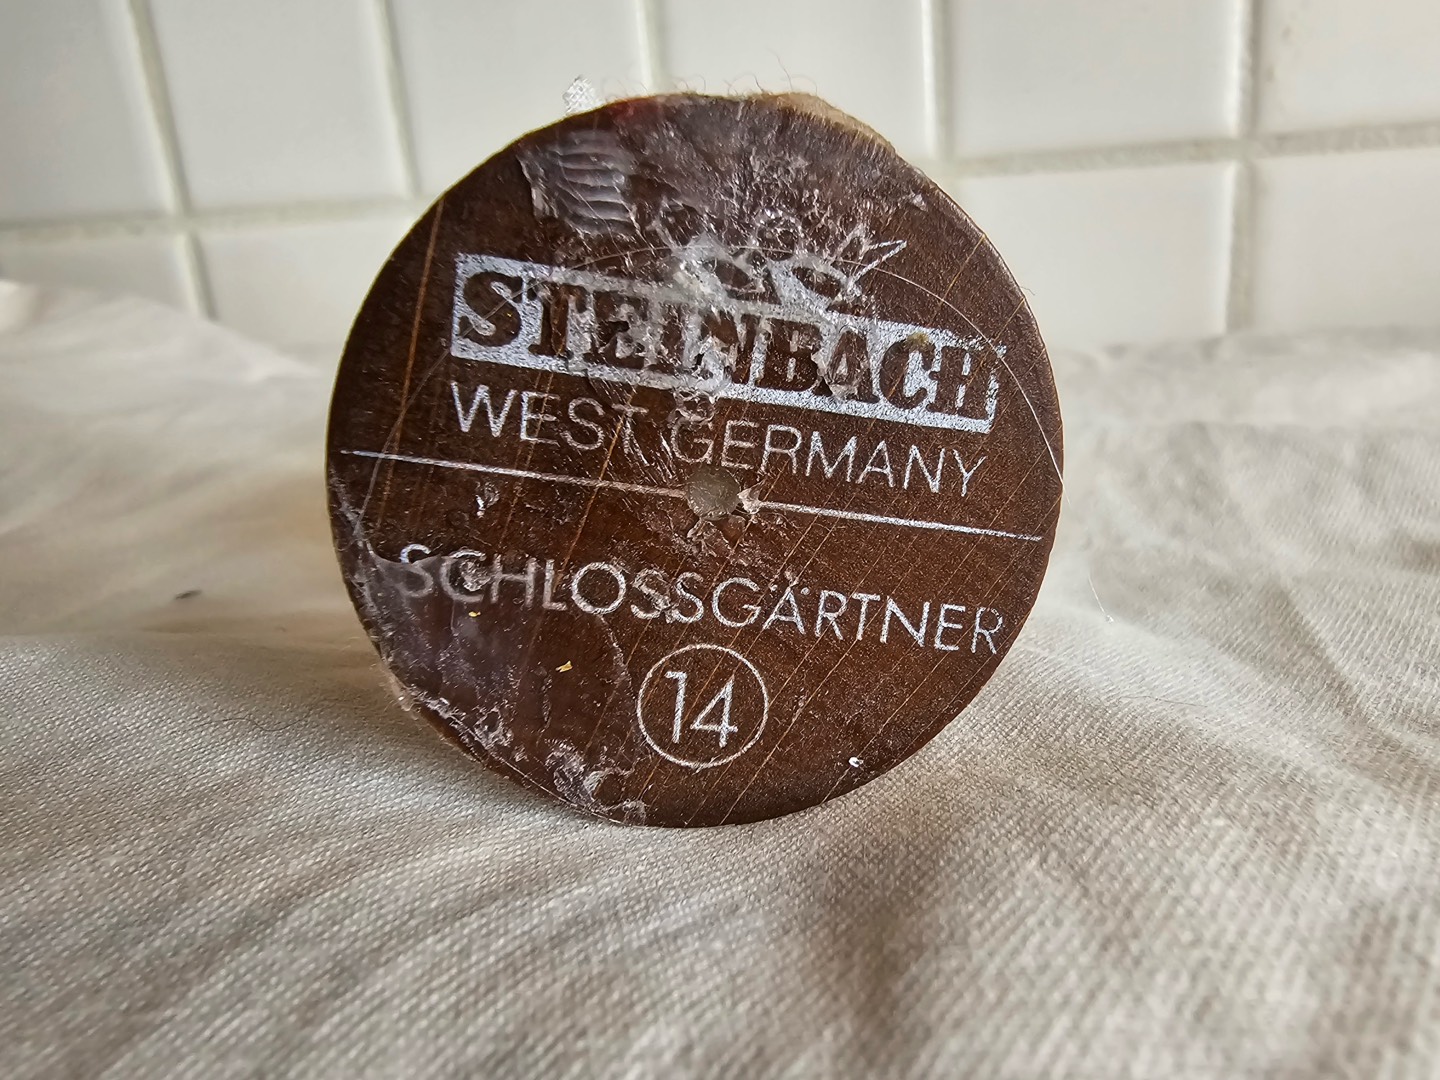 STEINBACH
WEST GERMANY
SCHLOSSGÄRTNER
14